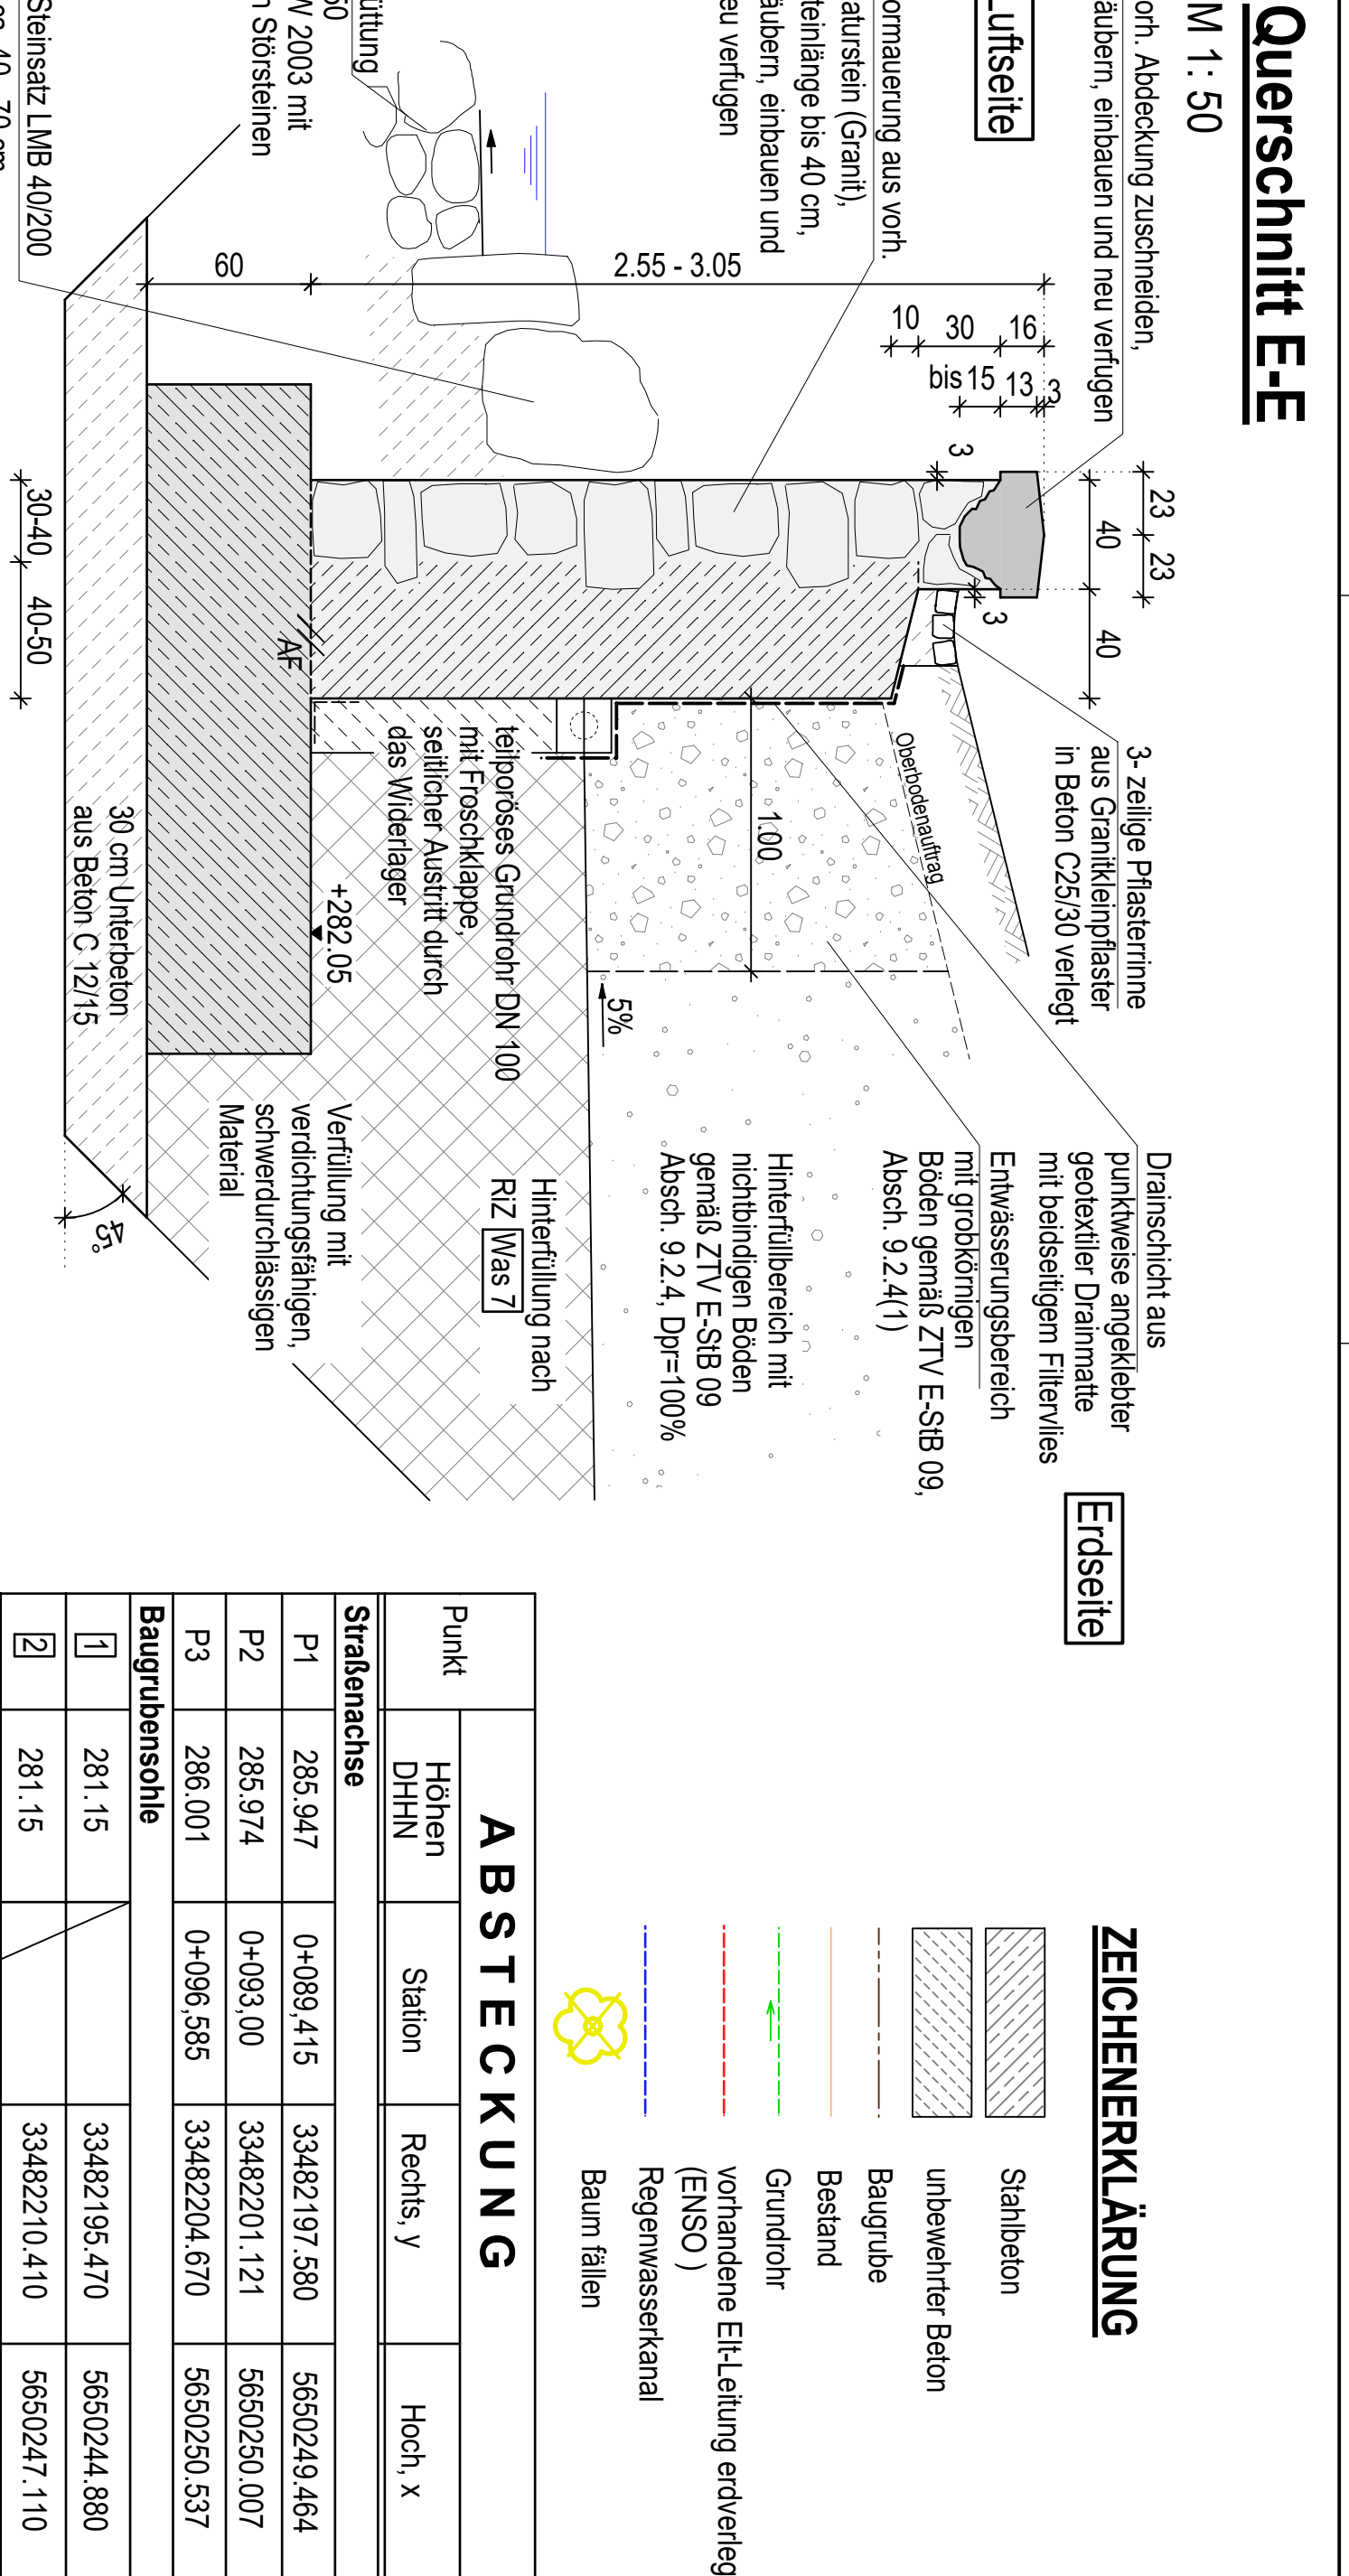 Querschnitt E-E
M 1: 50
orh. Abdeckung zuschneiden,
äubern, einbauen und neu verfugen
Luftseite
ormauerung aus vorh.
aturstein (Granit),
teinlänge bis 40 cm,
äubern, einbauen und
eu verfugen
üttung
60
W 2003 mit
n Störsteinen
Steinsatz LMB 40/200
ca. 40 - 70 cm
60
2.55 - 3.05
10
30
16
bis 15
13
3
3
3
23
23
40
40
30-40
40-50
AF
3- zeilige Pflasterrinne
aus Granitkleinpflaster
in Beton C25/30 verlegt
Oberbodenauftrag
1.00
5%
teilporöses Grundrohr DN 100
mit Froschklappe,
seitlicher Austritt durch
das Widerlager
+282.05
30 cm Unterbeton
aus Beton C 12/15
45°
Drainschicht aus
punktweise angeklebter
geotextiler Drainmatte
mit beidseitigem Filtervlies
Entwässerungsbereich
mit grobkörnigen
Böden gemäß ZTV E-StB 09,
Absch. 9.2.4(1)
Hinterfüllbereich mit
nichtbindigen Böden
gemäß ZTV E-StB 09
Absch. 9.2.4, Dpr=100%
Hinterfüllung nach
RiZ Was 7
Verfüllung mit
verdichtungsfähigen,
schwerdurchlässigen
Material
Erdseite
ZEICHENERKLÄRUNG
Stahlbeton
unbewehrter Beton
Baugrube
Bestand
Grundrohr
vorhandene Elt-Leitung erdverleg
(ENSO )
Regenwasserkanal
Baum fällen
ABSTECKUNG
Punkt Höhen DHHN Station Rechts, y Hoch, x
Straßenachse
P1 285.947 0+089,415 33482197.580 5650249.464
P2 285.974 0+093,00 33482201.121 5650250.007
P3 286.001 0+096,585 33482204.670 5650250.537
Baugrubensohle
1 281.15 33482195.470 5650244.880
2 281.15 33482210.410 5650247.110